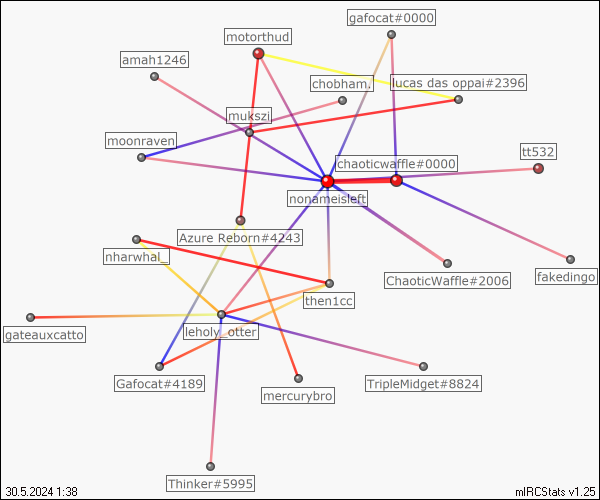 gafocat#0000
motorthud
amah1246
lucas das oppai#2396
chobham,
mukszi
moonraven
tt532
chaoticwaffle#0000
nonameisleft
Azure Reborn#4243
nharwhal_
ChaoticWaffle#2006
fakedingo
then1cc
leholy_otter
gateauxcatto
Gafocat#4189
TripleMidget#8824
mercurybro
Thinker#5995
30.5.2024 1:38
mIRCStats v1.25